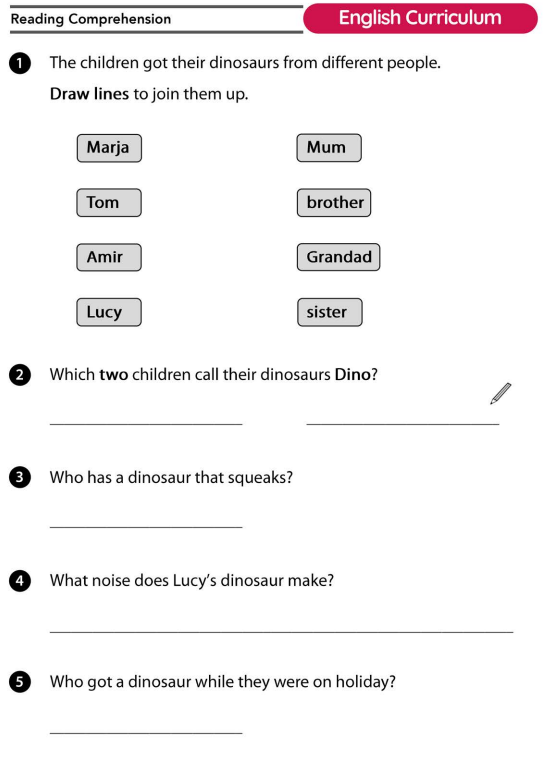 Reading Comprehension
English Curriculum
1 The children got their dinosaurs from different people.
Draw lines to join them up.
Marja Mum
Tom brother
Amir Grandad
Lucy sister
2 Which two children call their dinosaurs Dino?
3 Who has a dinosaur that squeaks?
4 What noise does Lucy’s dinosaur make?
5 Who got a dinosaur while they were on holiday?